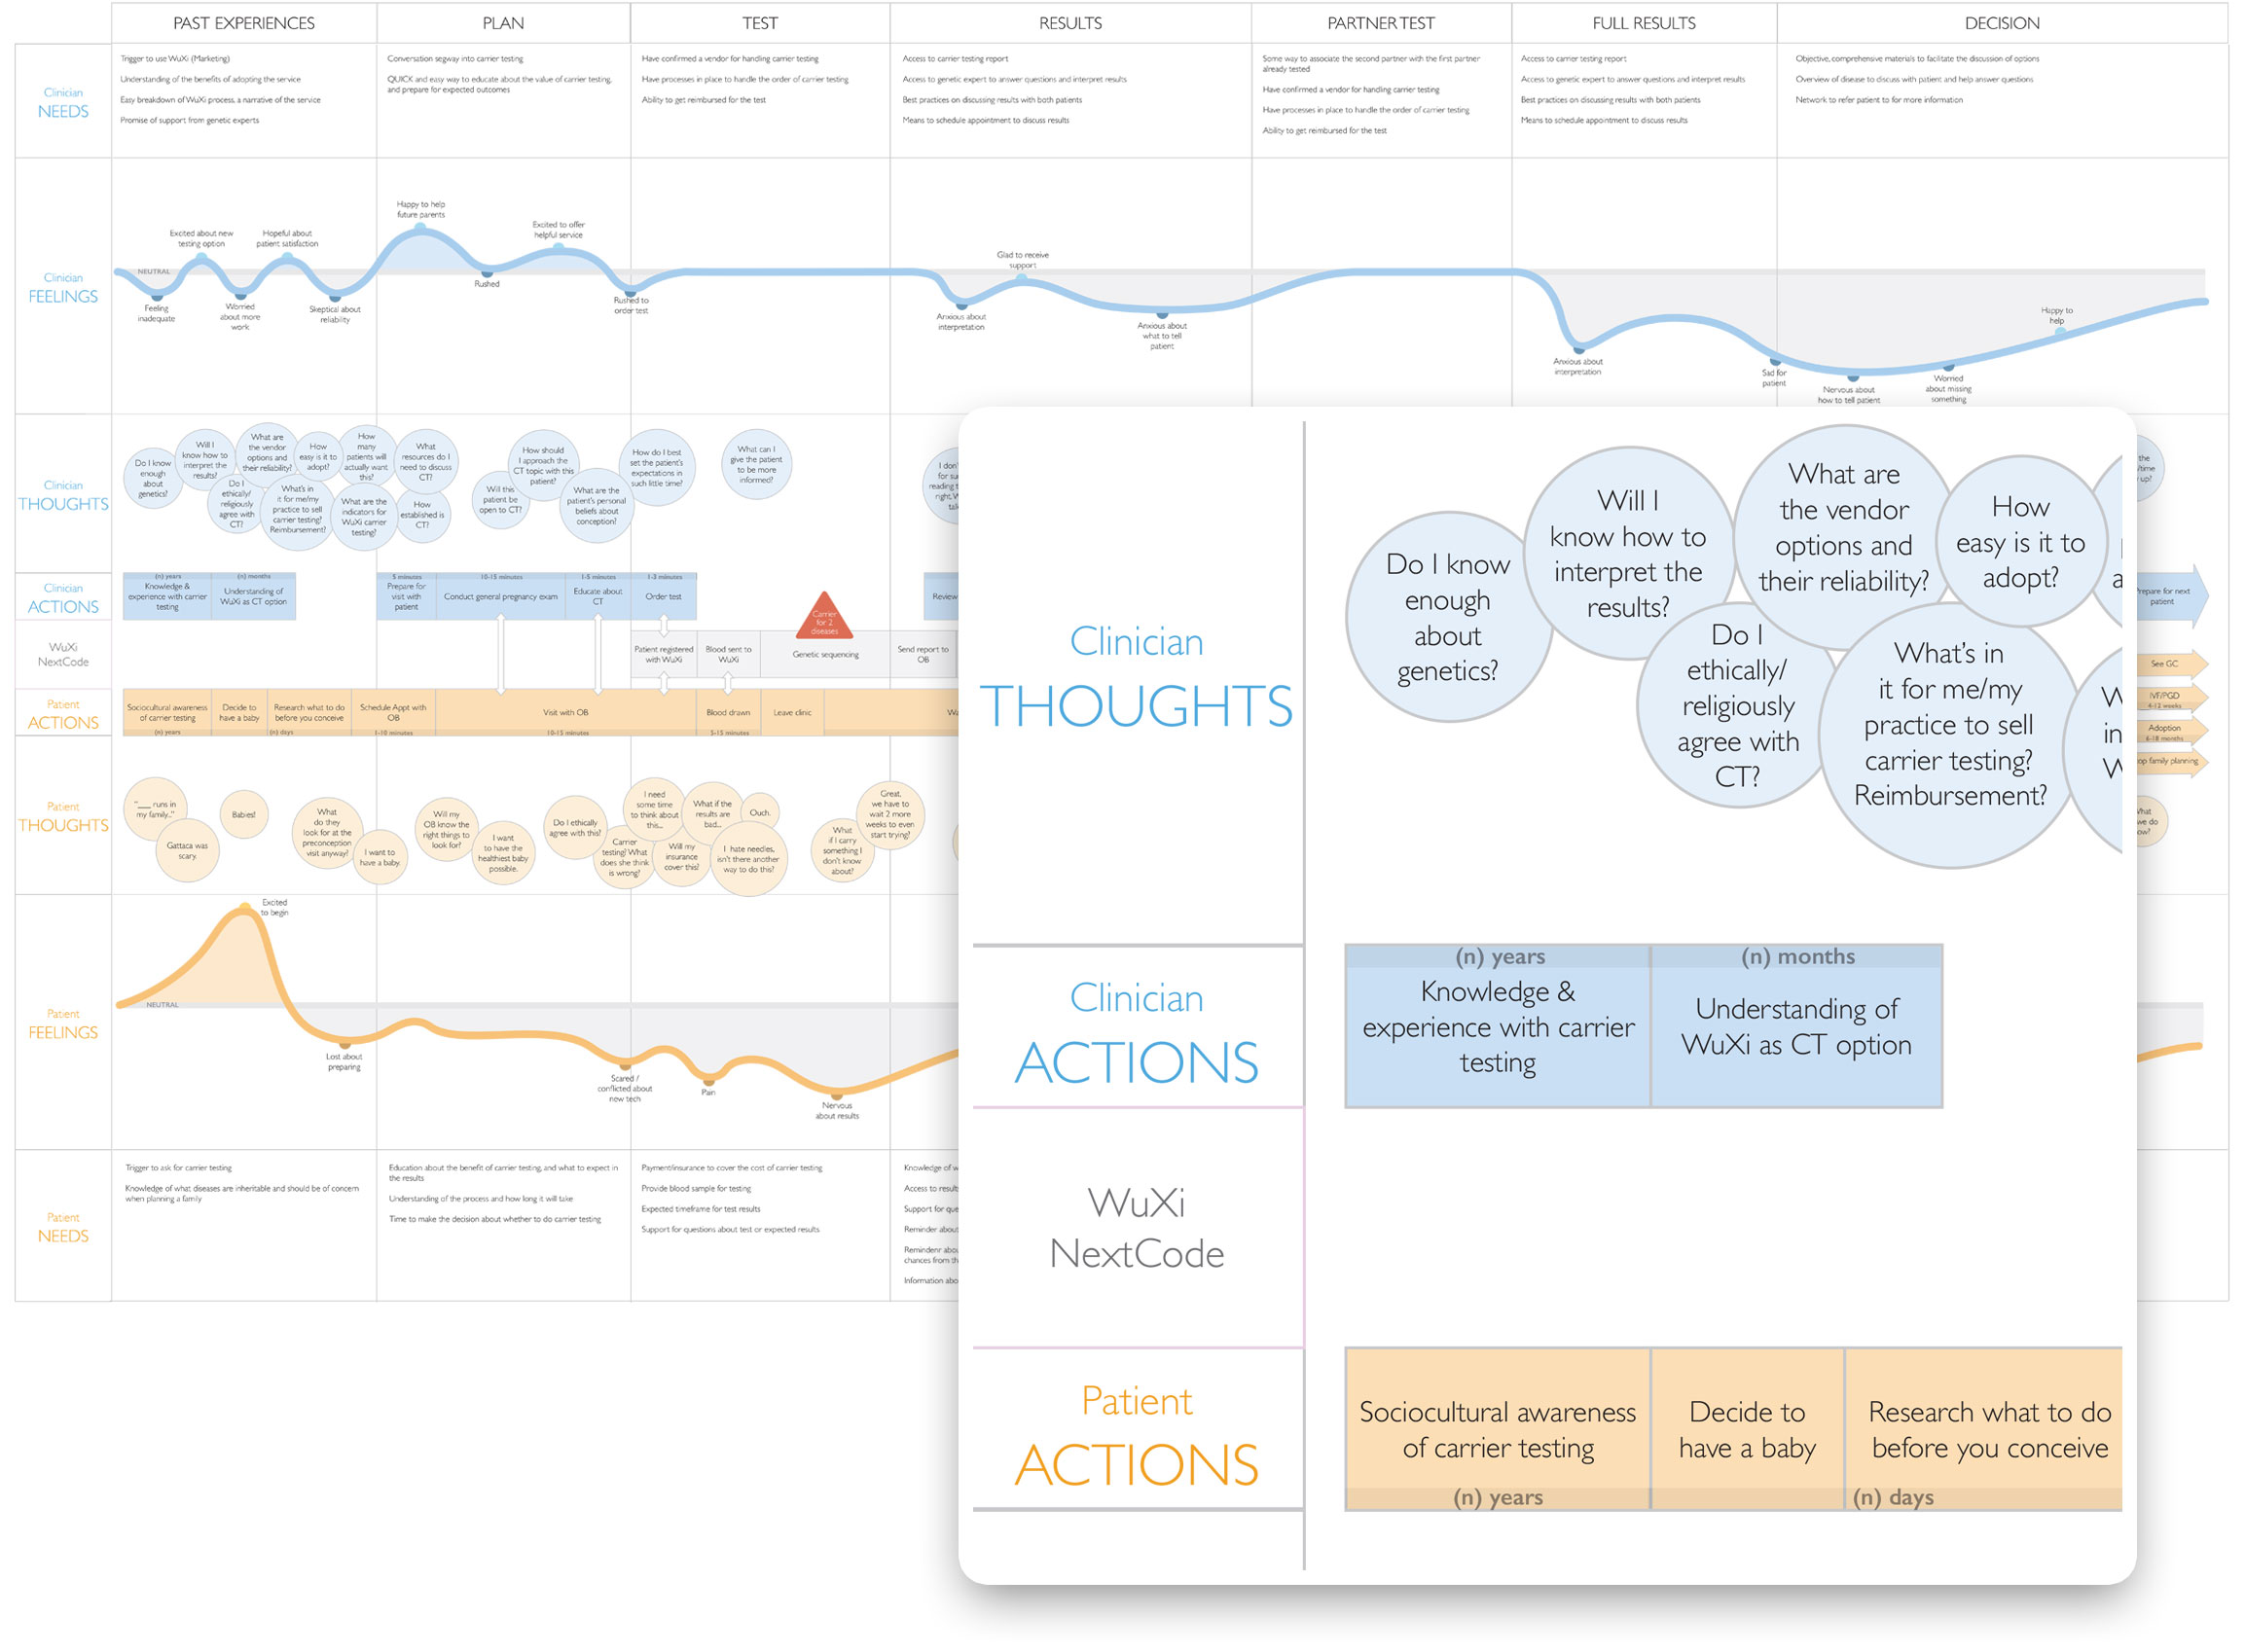 PAST EXPERIENCES
PLAN
TEST
RESULTS
PARTNER TEST
FULL RESULTS
DECISION
Clinician
NEEDS
Trigger to use WuXi (Marketing)
Understanding of the benefits of adopting the service
Easy breakdown of WuXi process, a narrative of the service
Promise of support from genetic experts
Conversation segway into carrier testing
QUICK and easy way to educate about the value of carrier testing,
and prepare for expected outcomes
Have confirmed a vendor for handling carrier testing
Have processes in place to handle the order of carrier testing
Ability to get reimbursed for the test
Access to carrier testing report
Access to genetic expert to answer questions and interpret results
Best practices on discussing results with both patients
Means to schedule appointment to discuss results
Some way to associate the second partner with the first partner
already tested
Have confirmed a vendor for handling carrier testing
Have processes in place to handle the order of carrier testing
Ability to get reimbursed for the test
Access to carrier testing report
Access to genetic expert to answer questions and interpret results
Best practices on discussing results with both patients
Means to schedule appointment to discuss results
Objective, comprehensive materials to facilitate the discussion of options
Overview of disease to discuss with patient and help answer questions
Network to refer patient to for more information
Clinician
FEELINGS
NEUTRAL
Feeling
inadequate
Excited about new
testing option
Worried
about more
work
Hopeful about
patient satisfaction
Skeptical about
reliability
Happy to help
future parents
Rushed
Excited to offer
helpful service
Rushed to
order test
Anxious about
interpretation
Glad to receive
support
Anxious about
what to tell
patient
Anxious about
interpretation
Sad for
patient
Nervous about
how to tell patient
Worried
about missing
something
Happy to
help
Clinician
THOUGHTS
Do I know
enough
about
genetics?
Will I
know how to
interpret the
results?
Do I
ethically/
religiously
agree with
CT?
What are
the vendor
options and
their reliability?
What's in
it for me/my
practice to sell
carrier testing?
Reimbursement?
How
easy is it to
adopt?
How
many
patients will
actually want
this?
What are the
indicators for
WuXi carrier
testing?
What
resources do I
need to discuss
CT?
How
established is
CT?
Will this
patient be
open to CT?
How should
I approach the
CT topic with this
patient?
What are the
patient's personal
beliefs about
conception?
How do I best
set the patient's
expectations in
such little time?
What can I
give the patient
to be more
informed?
I don'
for su
reading t
right. W
tal
the
time
up?
Clinician
ACTIONS
(n) years
Knowledge &
experience with carrier
testing
(n) months
Understanding of
WuXi as CT option
5 minutes
Prepare for
visit with
patient
10-15 minutes
Conduct general pregnancy exam
1-5 minutes
Educate about
CT
1-3 minutes
Order test
Review
Prepare for next
patient
WuXi
NextCode
Patient registered
with WuXi
Blood sent to
WuXi
Carrier
for 2
diseases
Genetic sequencing
Send report to
OB
See GC
Patient
ACTIONS
Sociocultural awareness
of carrier testing
(n) years
Decide to
have a baby
Research what to do
before you conceive
(n) days
Schedule Appt with
OB
1-10 minutes
Visit with OB
10-15 minutes
Blood drawn
5-15 minutes
Leave clinic
Wa
IVF/PGD
4-12 weeks
Adoption
6-18 months
op family planning
Patient
THOUGHTS
"___ runs in
my family..."
Gattaca was
scary.
Babies!
What
do they
look for at the
preconception
visit anyway?
I want to
have a baby.
Will my
OB know the
right things to
look for?
I want
to have the
healthiest baby
possible.
Do I ethically
agree with this?
Carrier
testing? What
does she think
is wrong?
I need
some time
to think about
this...
Will my
insurance
cover this?
What if the
results are
bad...
Ouch.
I hate needles,
isn't there another
way to do this?
What
if I carry
something I
don't know
about?
Great,
we have to
wait 2 more
weeks to even
start trying?
What
we do
ow?
Patient
FEELINGS
NEUTRAL
Excited
to begin
Lost about
preparing
Scared /
conflicted about
new tech
Pain
Nervous
about results
Patient
NEEDS
Trigger to ask for carrier testing
Knowledge of what diseases are inheritable and should be of concern
when planning a family
Education about the benefit of carrier testing, and what to expect in
the results
Understanding of the process and how long it will take
Time to make the decision about whether to do carrier testing
Payment/insurance to cover the cost of carrier testing
Provide blood sample for testing
Expected timeframe for test results
Support for questions about test or expected results
Knowledge of w
Access to result
Support for que
Reminder about
Remindenr abou
chances from th
Information abo
Clinician
THOUGHTS
Do I know
enough
about
genetics?
Will I
know how to
interpret the
results?
Do I
ethically/
religiously
agree with
CT?
What are
the vendor
options and
their reliability?
What's in
it for me/my
practice to sell
carrier testing?
Reimbursement?
How
easy is it to
adopt?
a
W
in
W
Clinician
ACTIONS
(n) years
Knowledge &
experience with carrier
testing
(n) months
Understanding of
WuXi as CT option
WuXi
NextCode
Patient
ACTIONS
Sociocultural awareness
of carrier testing
(n) years
Decide to
have a baby
Research what to do
before you conceive
(n) days